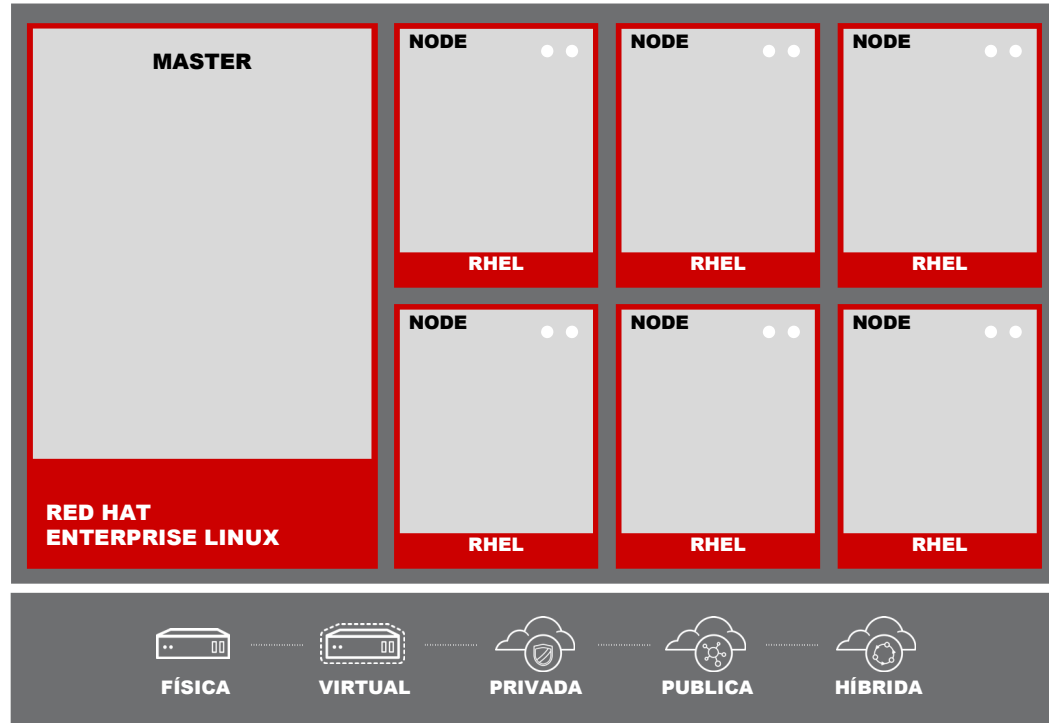 MASTER
RED HAT
ENTERPRISE LINUX
NODE
RHEL
NODE
RHEL
NODE
RHEL
NODE
RHEL
NODE
RHEL
NODE
RHEL
FÍSICA
VIRTUAL
PRIVADA
PUBLICA
HÍBRIDA